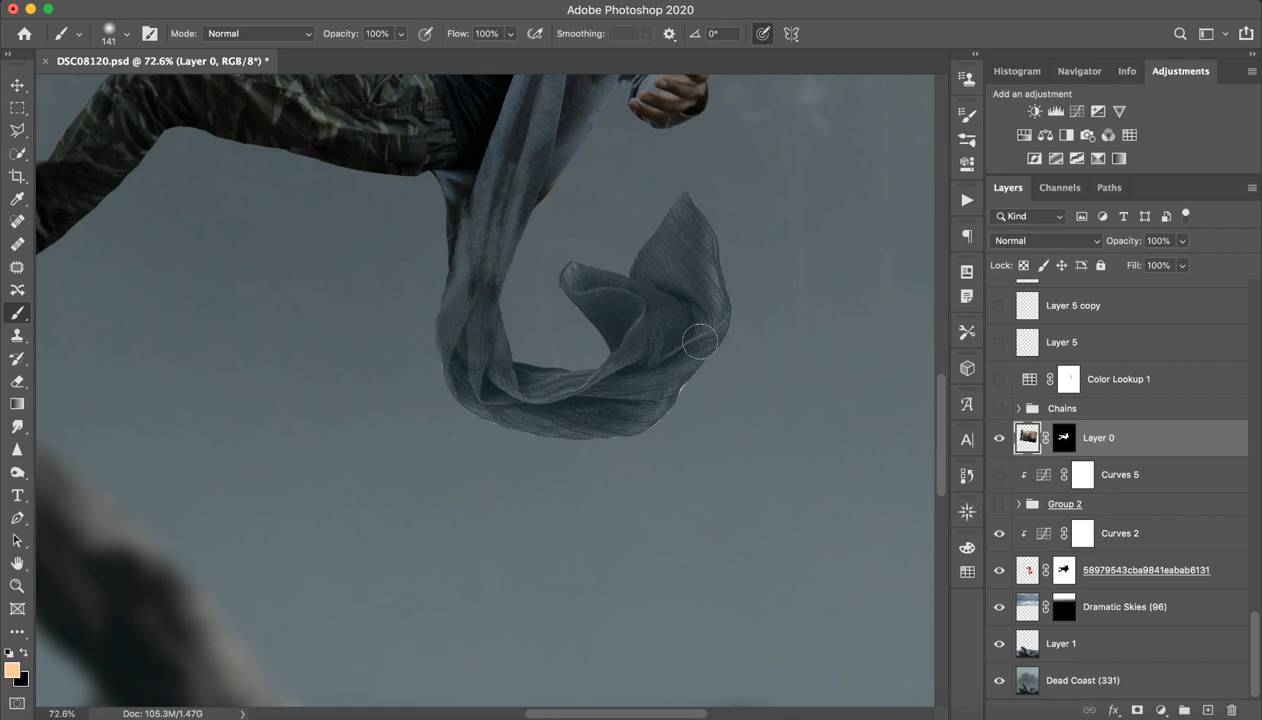 Adobe Photoshop 2020
141
Mode: Normal Opacity: 100% Flow: 100% Smoothing: 0°
DSC08120.psd @ 72.6% (Layer 0, RGB/8*) *
Histogram Navigator Info Adjustments
Add an adjustment
Layers Channels Paths
Kind
Normal Opacity: 100%
Lock: Fill: 100%
Layer 5 copy
Layer 5
Color Lookup 1
Chains
Layer 0
Curves 5
Group 2
Curves 2
58979543cba9841eabab6131
Dramatic Skies (96)
Layer 1
Dead Coast (331)
72.6% Doc: 105.3M/1.47G